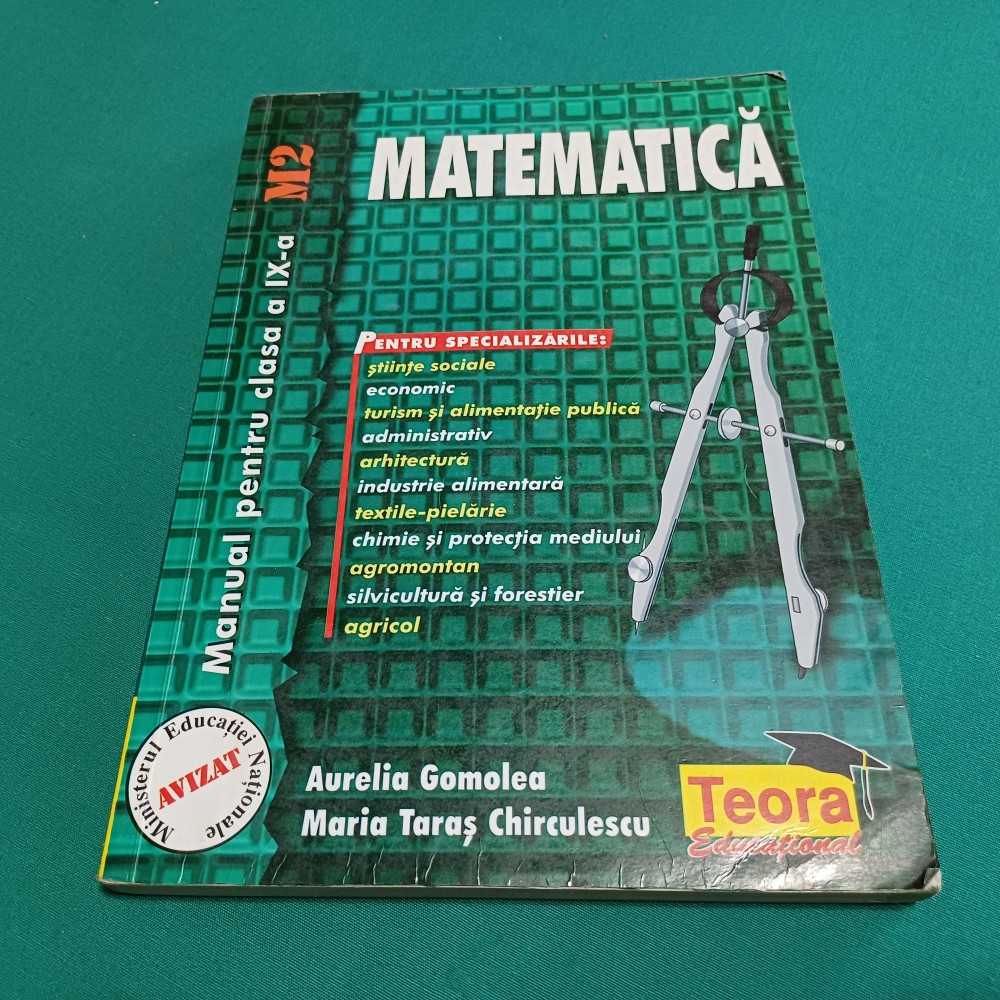 MATEMATICĂ
M2
Manual pentru clasa a IX-a
PENTRU SPECIALIZĂRILE:
științe sociale
economic
turism și alimentație publică
administrativ
arhitectură
industrie alimentară
textile-pielărie
chimie și protecția mediului
agromontan
silvicultură și forestier
agricol
Ministerul Educației Naționale
AVIZAT
Aurelia Gomolea
Maria Taraș Chirculescu
Teora
Educațional